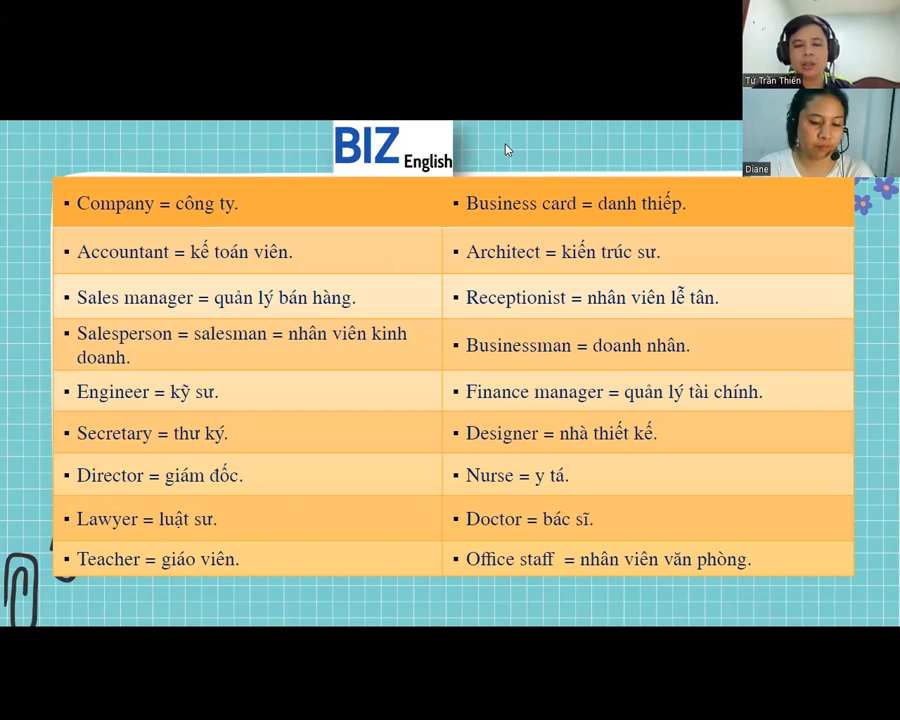 Tứ Trần Thiến
Diane
BIZ English
▪ Company = công ty.
▪ Business card = danh thiếp.
▪ Accountant = kế toán viên.
▪ Architect = kiến trúc sư.
▪ Sales manager = quản lý bán hàng.
▪ Receptionist = nhân viên lễ tân.
▪ Salesperson = salesman = nhân viên kinh
doanh.
▪ Businessman = doanh nhân.
▪ Engineer = kỹ sư.
▪ Finance manager = quản lý tài chính.
▪ Secretary = thư ký.
▪ Designer = nhà thiết kế.
▪ Director = giám đốc.
▪ Nurse = y tá.
▪ Lawyer = luật sư.
▪ Doctor = bác sĩ.
▪ Teacher = giáo viên.
▪ Office staff = nhân viên văn phòng.